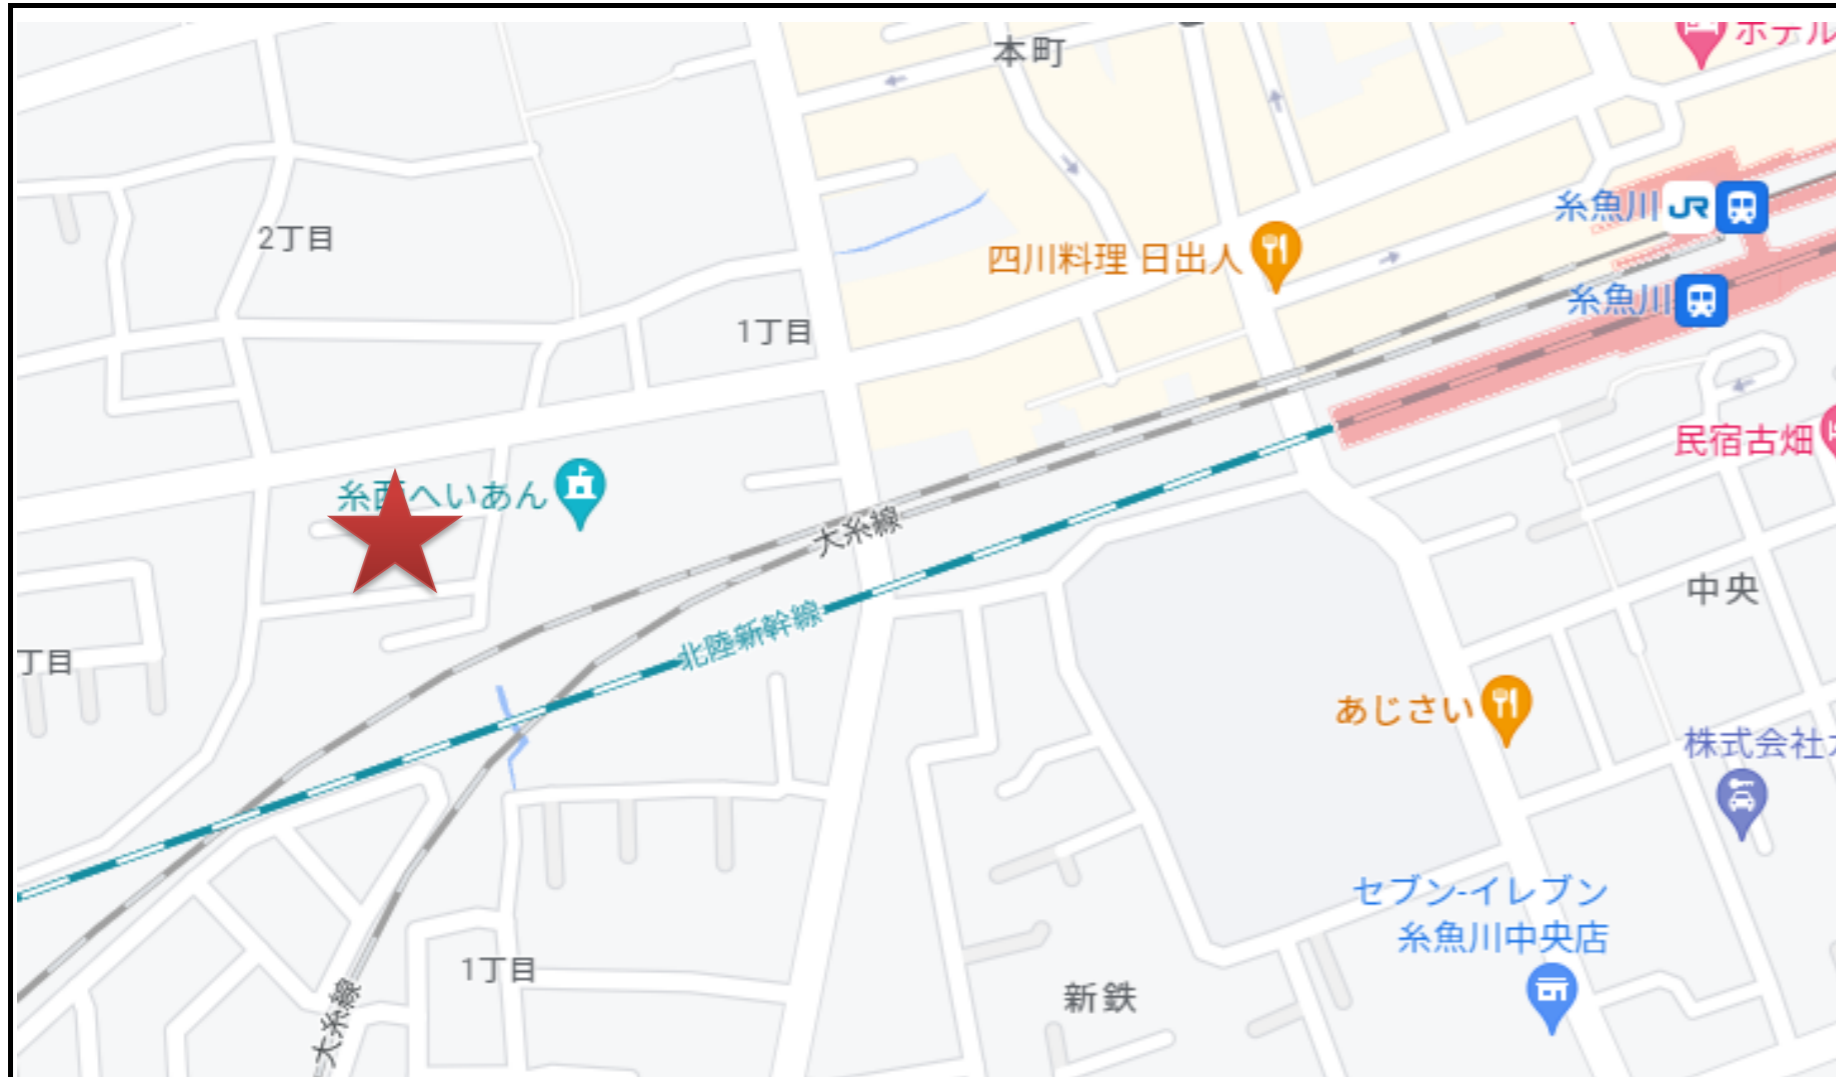 ホテル
本町
糸魚川 JR
2丁目
四川料理 日出人
糸魚川
1丁目
民宿古畑
糸西へいあん
大糸線
中央
北陸新幹線
丁目
あじさい
株式会社
セブン-イレブン
糸魚川中央店
1丁目
新鉄
大糸線